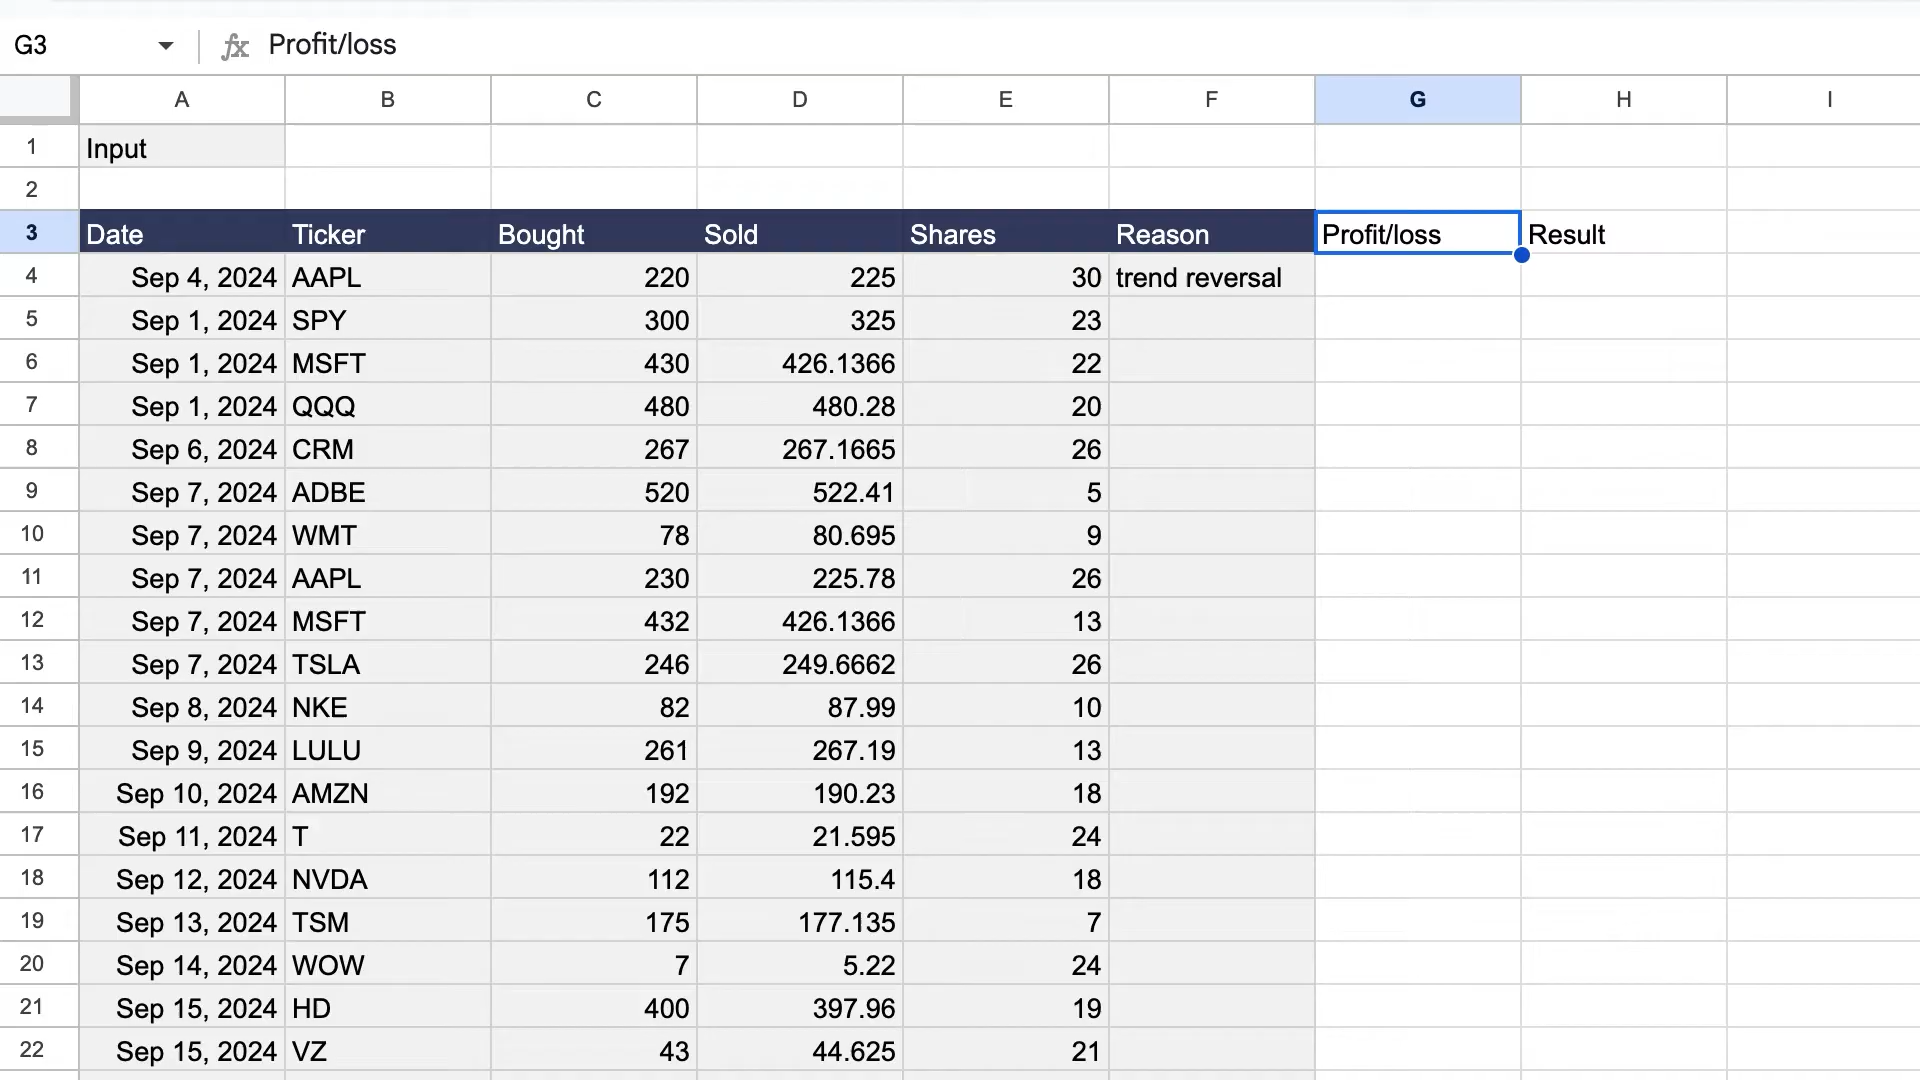 G3 fx Profit/loss
A B C D E F G H I
1 Input
2
3 Date Ticker Bought Sold Shares Reason Profit/loss Result
4 Sep 4, 2024 AAPL 220 225 30 trend reversal
5 Sep 1, 2024 SPY 300 325 23
6 Sep 1, 2024 MSFT 430 426.1366 22
7 Sep 1, 2024 QQQ 480 480.28 20
8 Sep 6, 2024 CRM 267 267.1665 26
9 Sep 7, 2024 ADBE 520 522.41 5
10 Sep 7, 2024 WMT 78 80.695 9
11 Sep 7, 2024 AAPL 230 225.78 26
12 Sep 7, 2024 MSFT 432 426.1366 13
13 Sep 7, 2024 TSLA 246 249.6662 26
14 Sep 8, 2024 NKE 82 87.99 10
15 Sep 9, 2024 LULU 261 267.19 13
16 Sep 10, 2024 AMZN 192 190.23 18
17 Sep 11, 2024 T 22 21.595 24
18 Sep 12, 2024 NVDA 112 115.4 18
19 Sep 13, 2024 TSM 175 177.135 7
20 Sep 14, 2024 WOW 7 5.22 24
21 Sep 15, 2024 HD 400 397.96 19
22 Sep 15, 2024 VZ 43 44.625 21